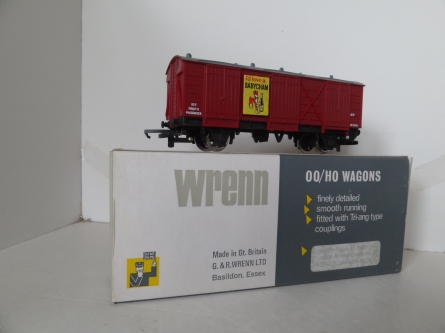 I'd love a
BABYCHAM
wrenn
OO/HO WAGONS
finely detailed
smooth running
fitted with Tri-ang type
couplings
Made in Gt. Britain
G. & R. WRENN LTD
Basildon, Essex